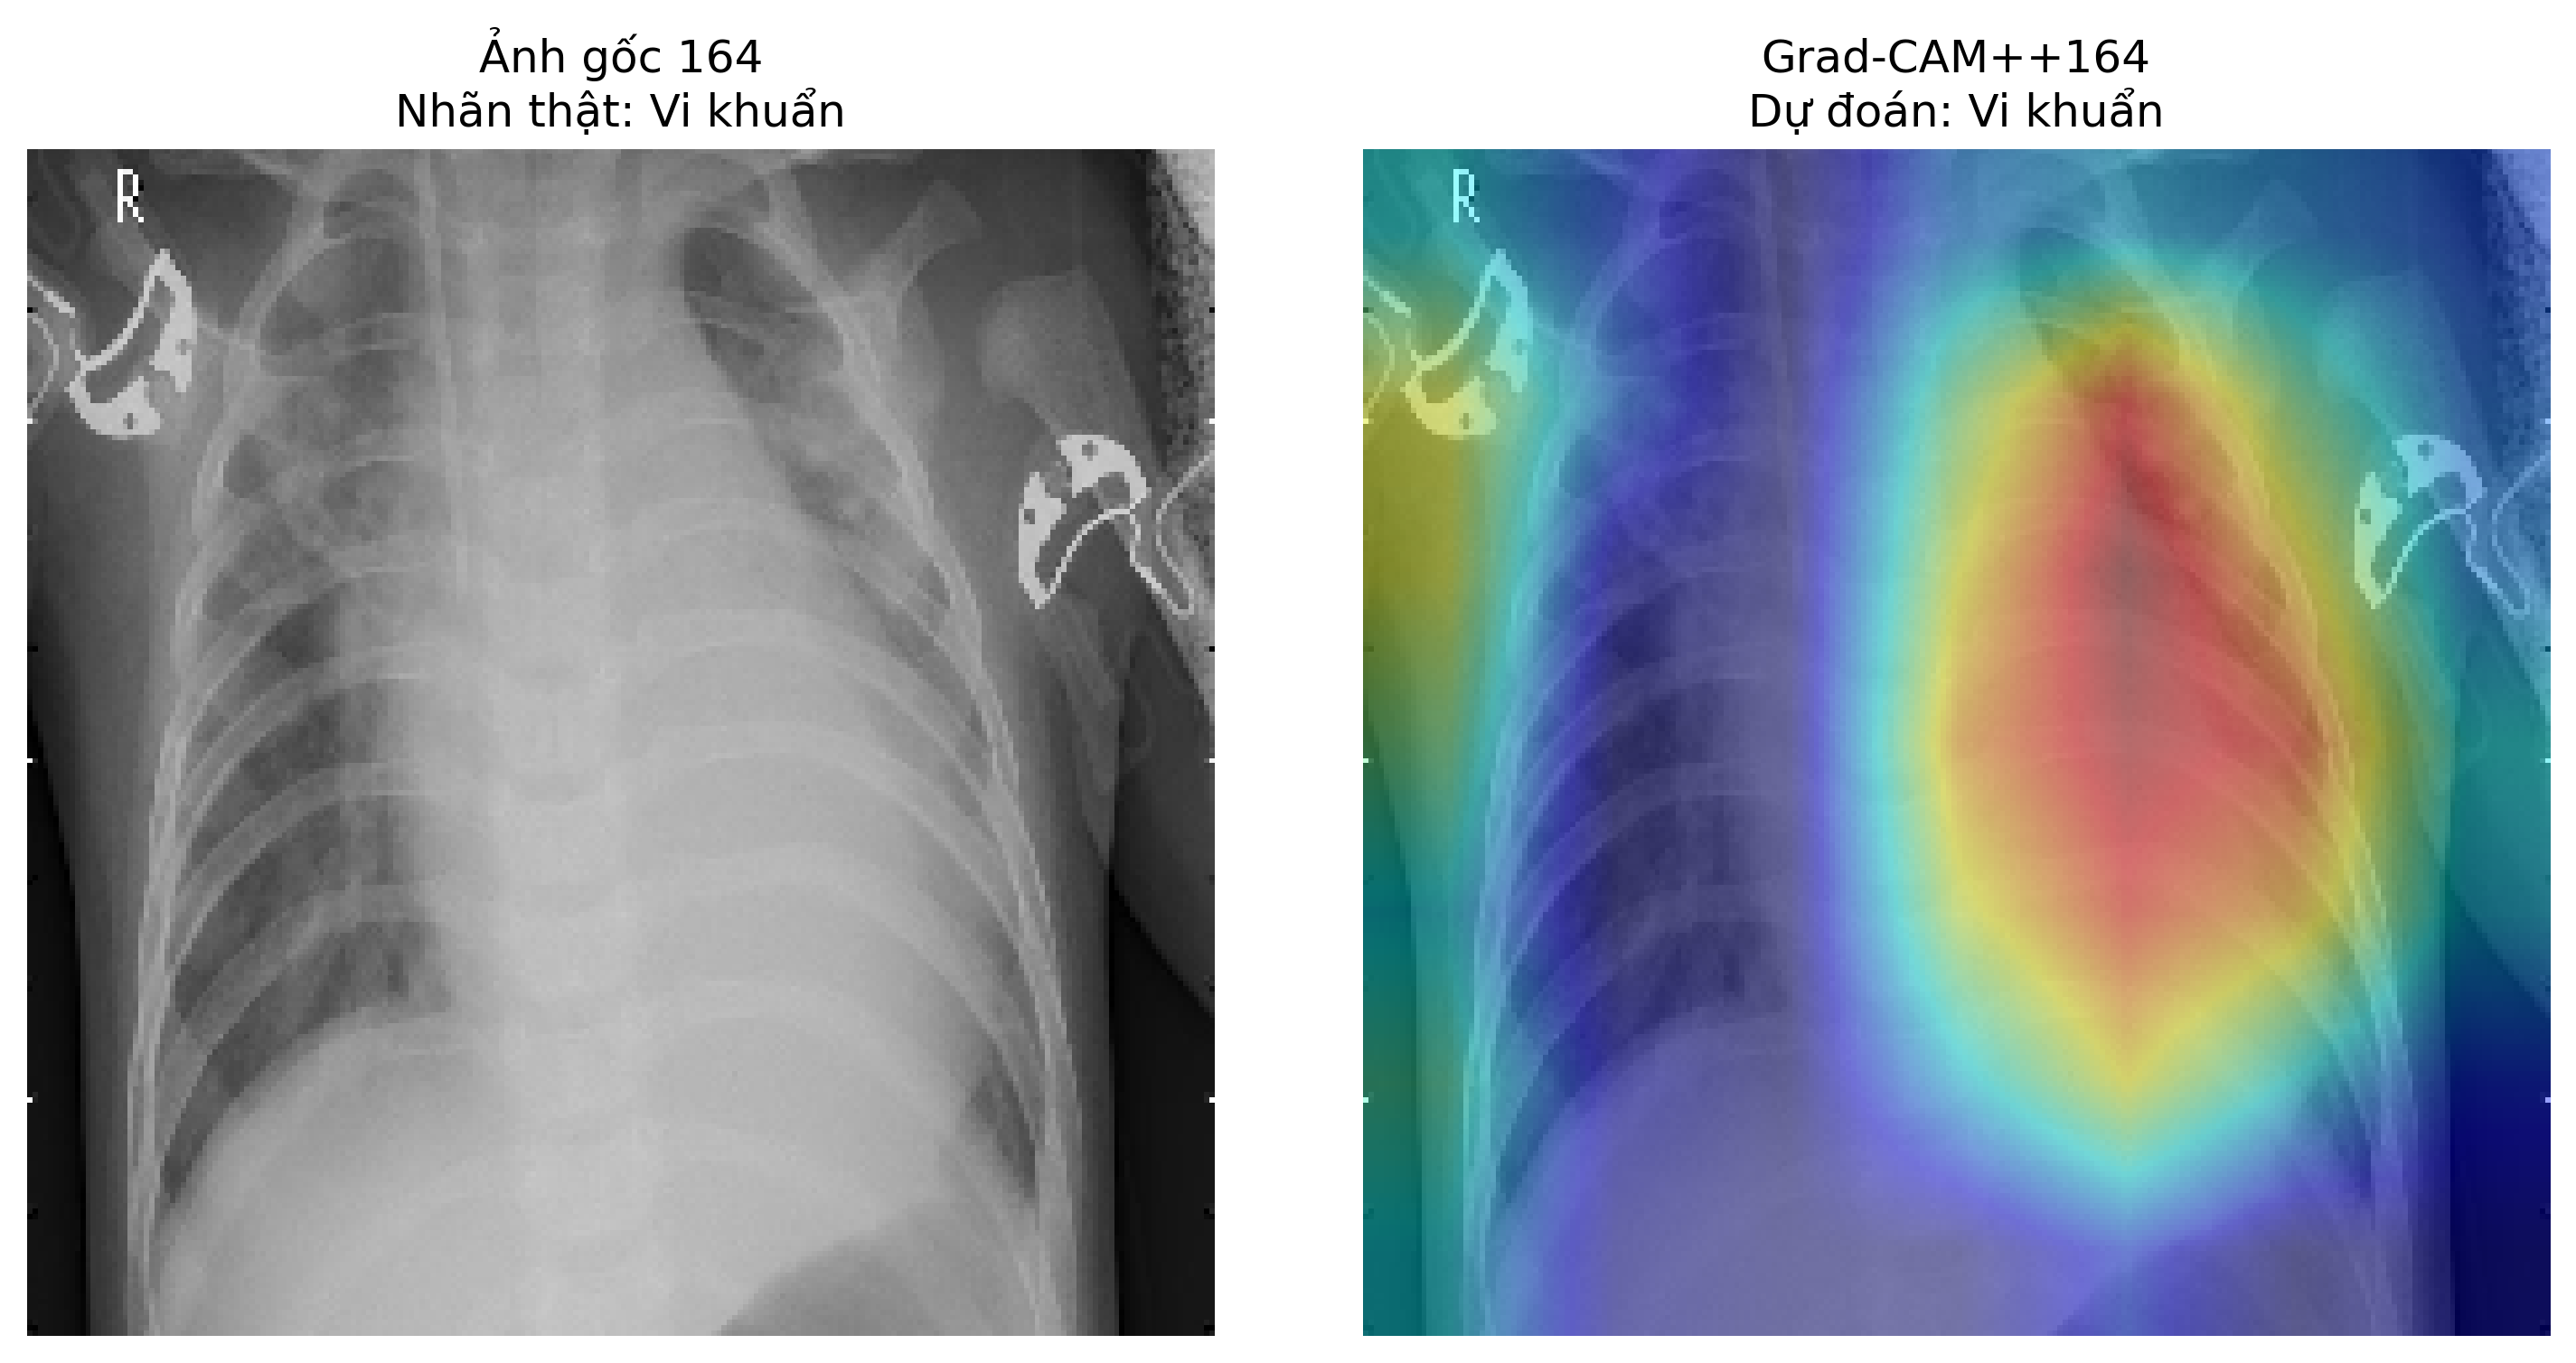 Ảnh gốc 164
Nhãn thật: Vi khuẩn
Grad-CAM++164
Dự đoán: Vi khuẩn
R
R